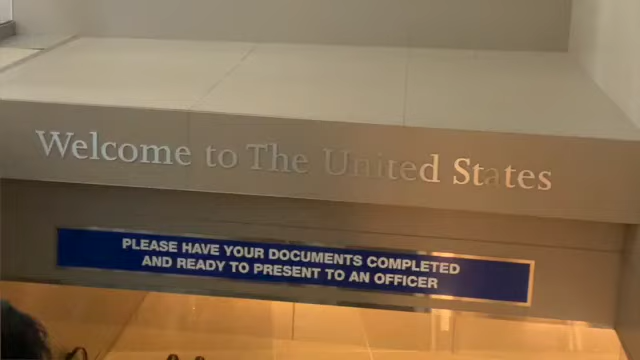 Welcome to The United States
PLEASE HAVE YOUR DOCUMENTS COMPLETED
AND READY TO PRESENT TO AN OFFICER